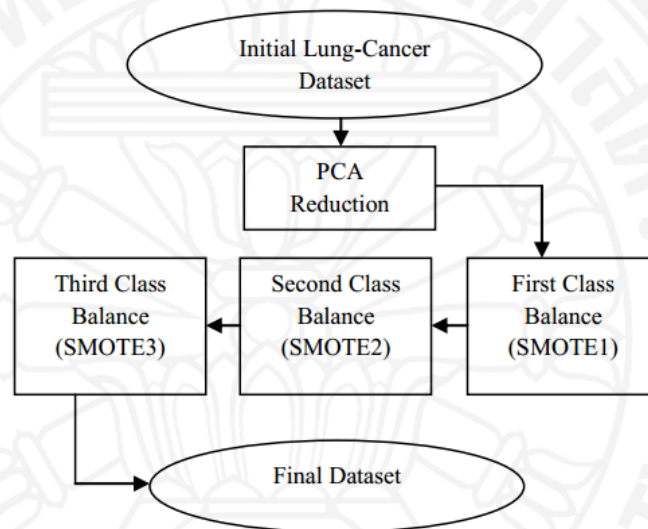 Initial Lung-Cancer
Dataset
PCA
Reduction
First Class
Balance
(SMOTE1)
Second Class
Balance
(SMOTE2)
Third Class
Balance
(SMOTE3)
Final Dataset